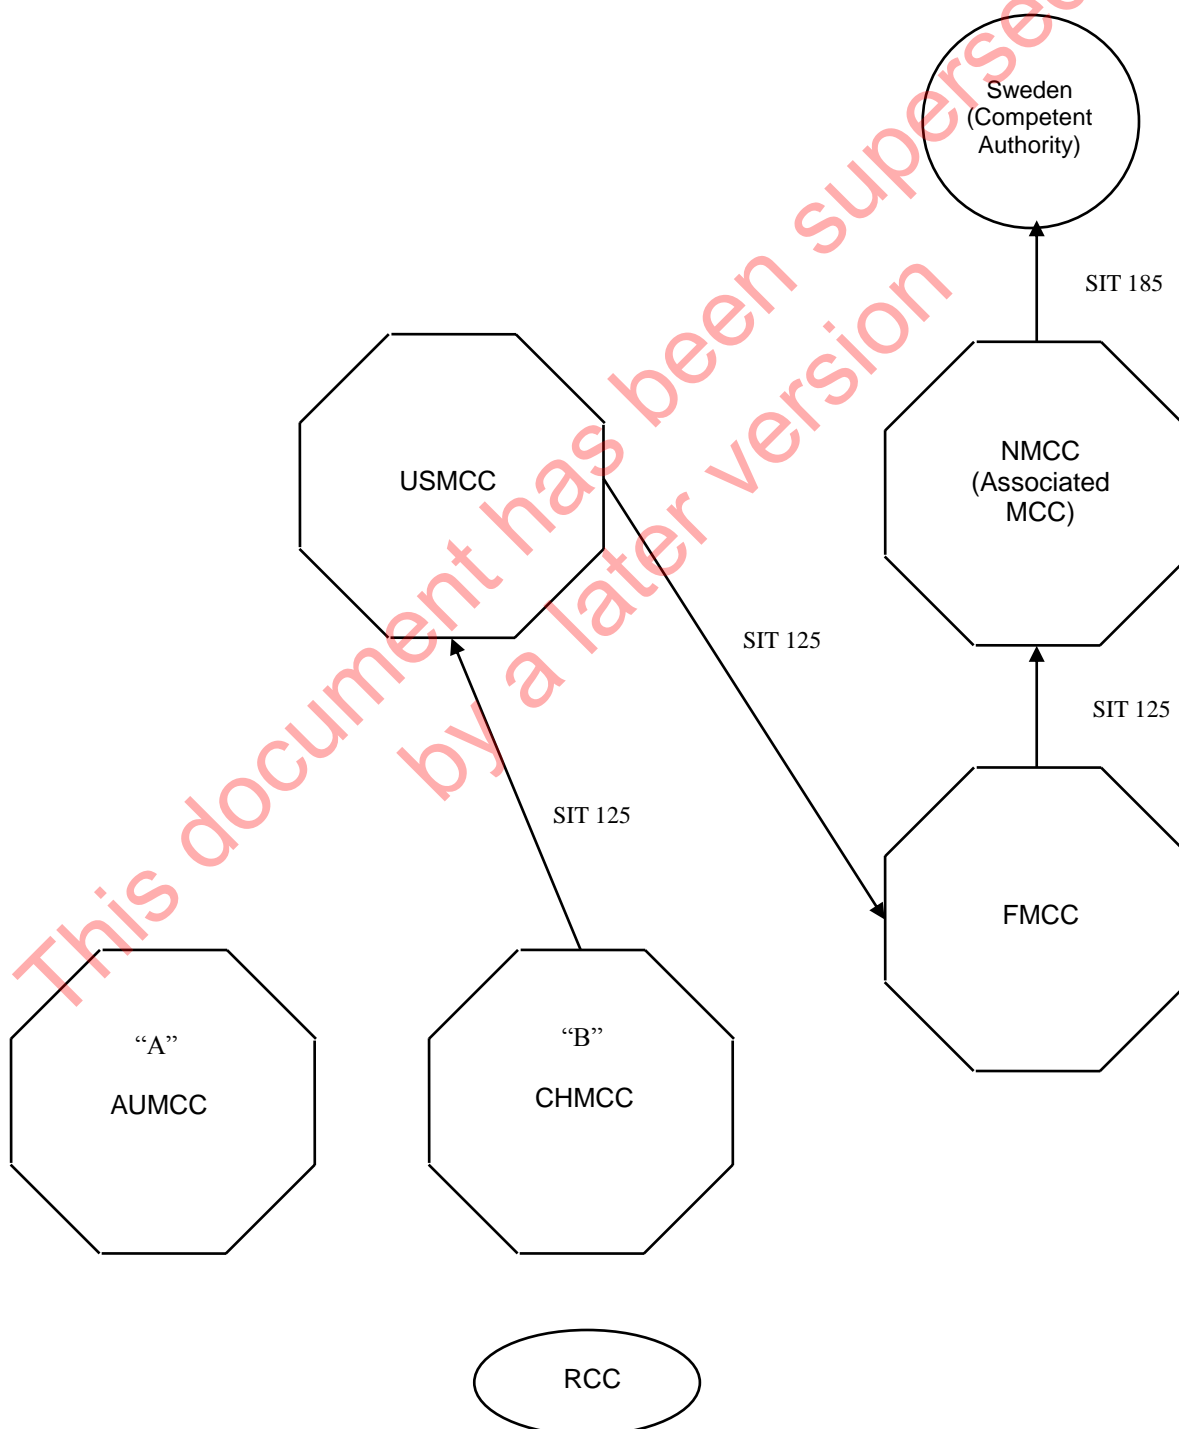 Sweden
(Competent
Authority)
SIT 185
USMCC
NMCC
(Associated
MCC)
SIT 125
SIT 125
SIT 125
FMCC
“A”
AUMCC
“B”
CHMCC
RCC
This document has been superse
by a later version